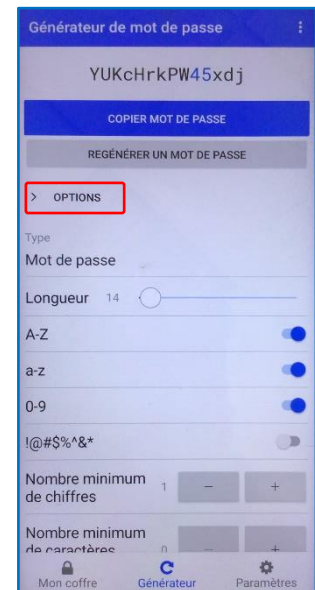 Générateur de mot de passe
YUKcHrkPW45xdj
COPIER MOT DE PASSE
REGÉNÉRER UN MOT DE PASSE
> OPTIONS
Type
Mot de passe
Longueur 14
A-Z
a-z
0-9
!@#$%^&*
Nombre minimum
de chiffres
1 - +
Nombre minimum
de caractères
0 - +
Mon coffre Générateur Paramètres